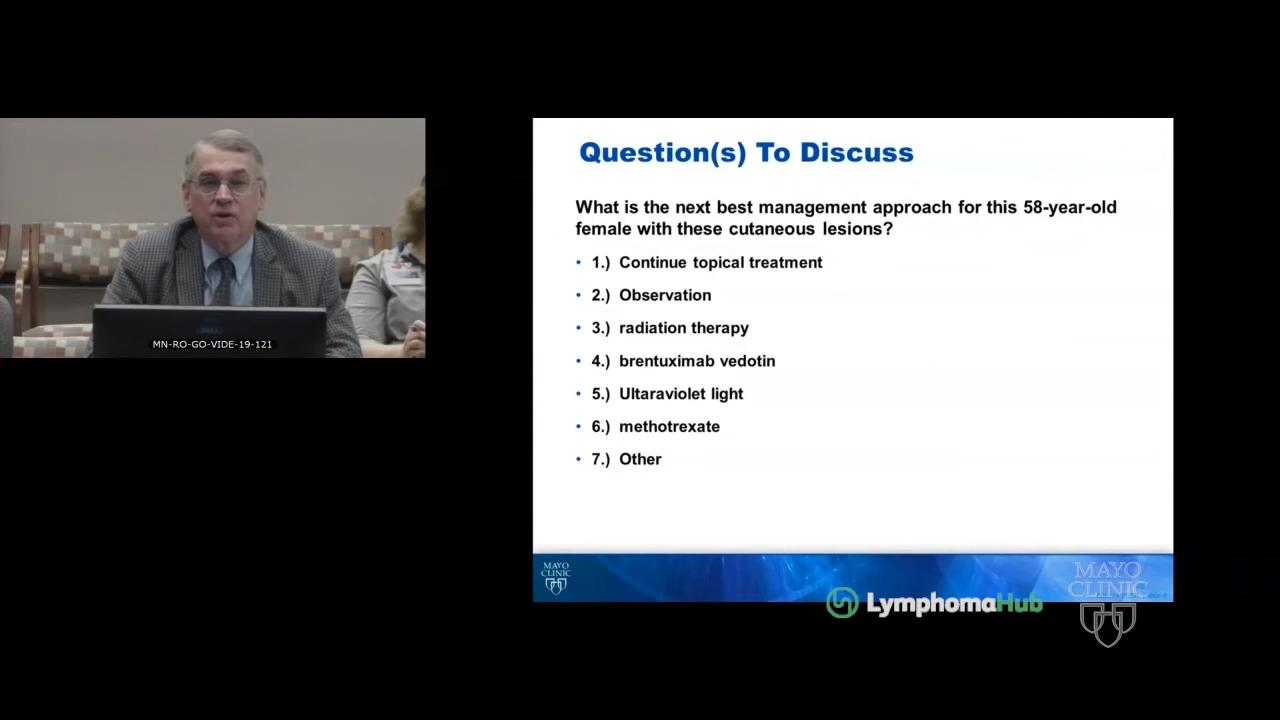 MN-RO-GO-VIDE-19-121
Question(s) To Discuss
What is the next best management approach for this 58-year-old
female with these cutaneous lesions?
• 1.) Continue topical treatment
• 2.) Observation
• 3.) radiation therapy
• 4.) brentuximab vedotin
• 5.) Ultaraviolet light
• 6.) methotrexate
• 7.) Other
MAYO
CLINIC
LymphomaHub
MAYO
CLINIC